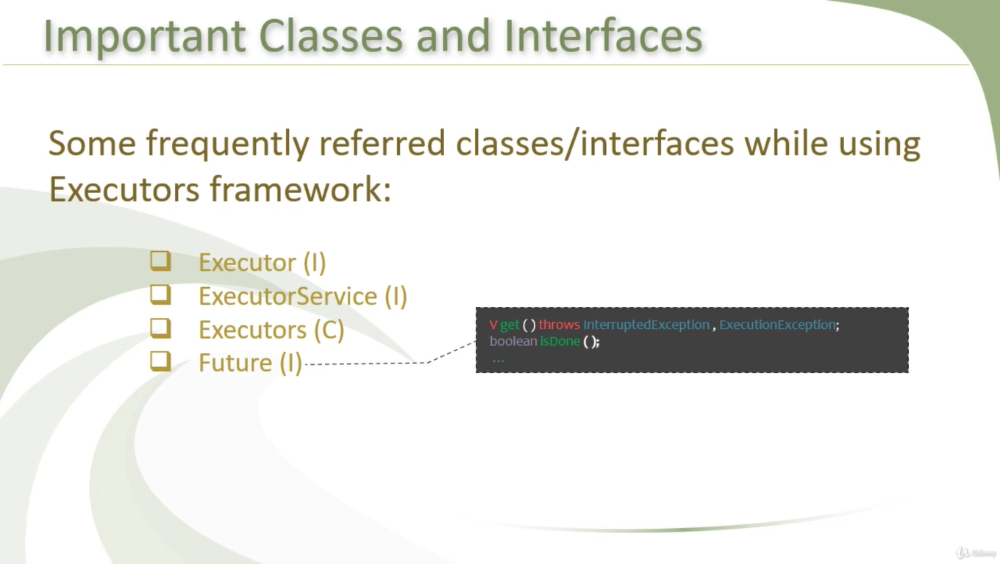 Important Classes and Interfaces
Some frequently referred classes/interfaces while using
Executors framework:
Executor (I)
ExecutorService (I)
Executors (C)
Future (I)
V get ( ) throws InterruptedException , ExecutionException;
boolean isDone ( );
...
Udemy